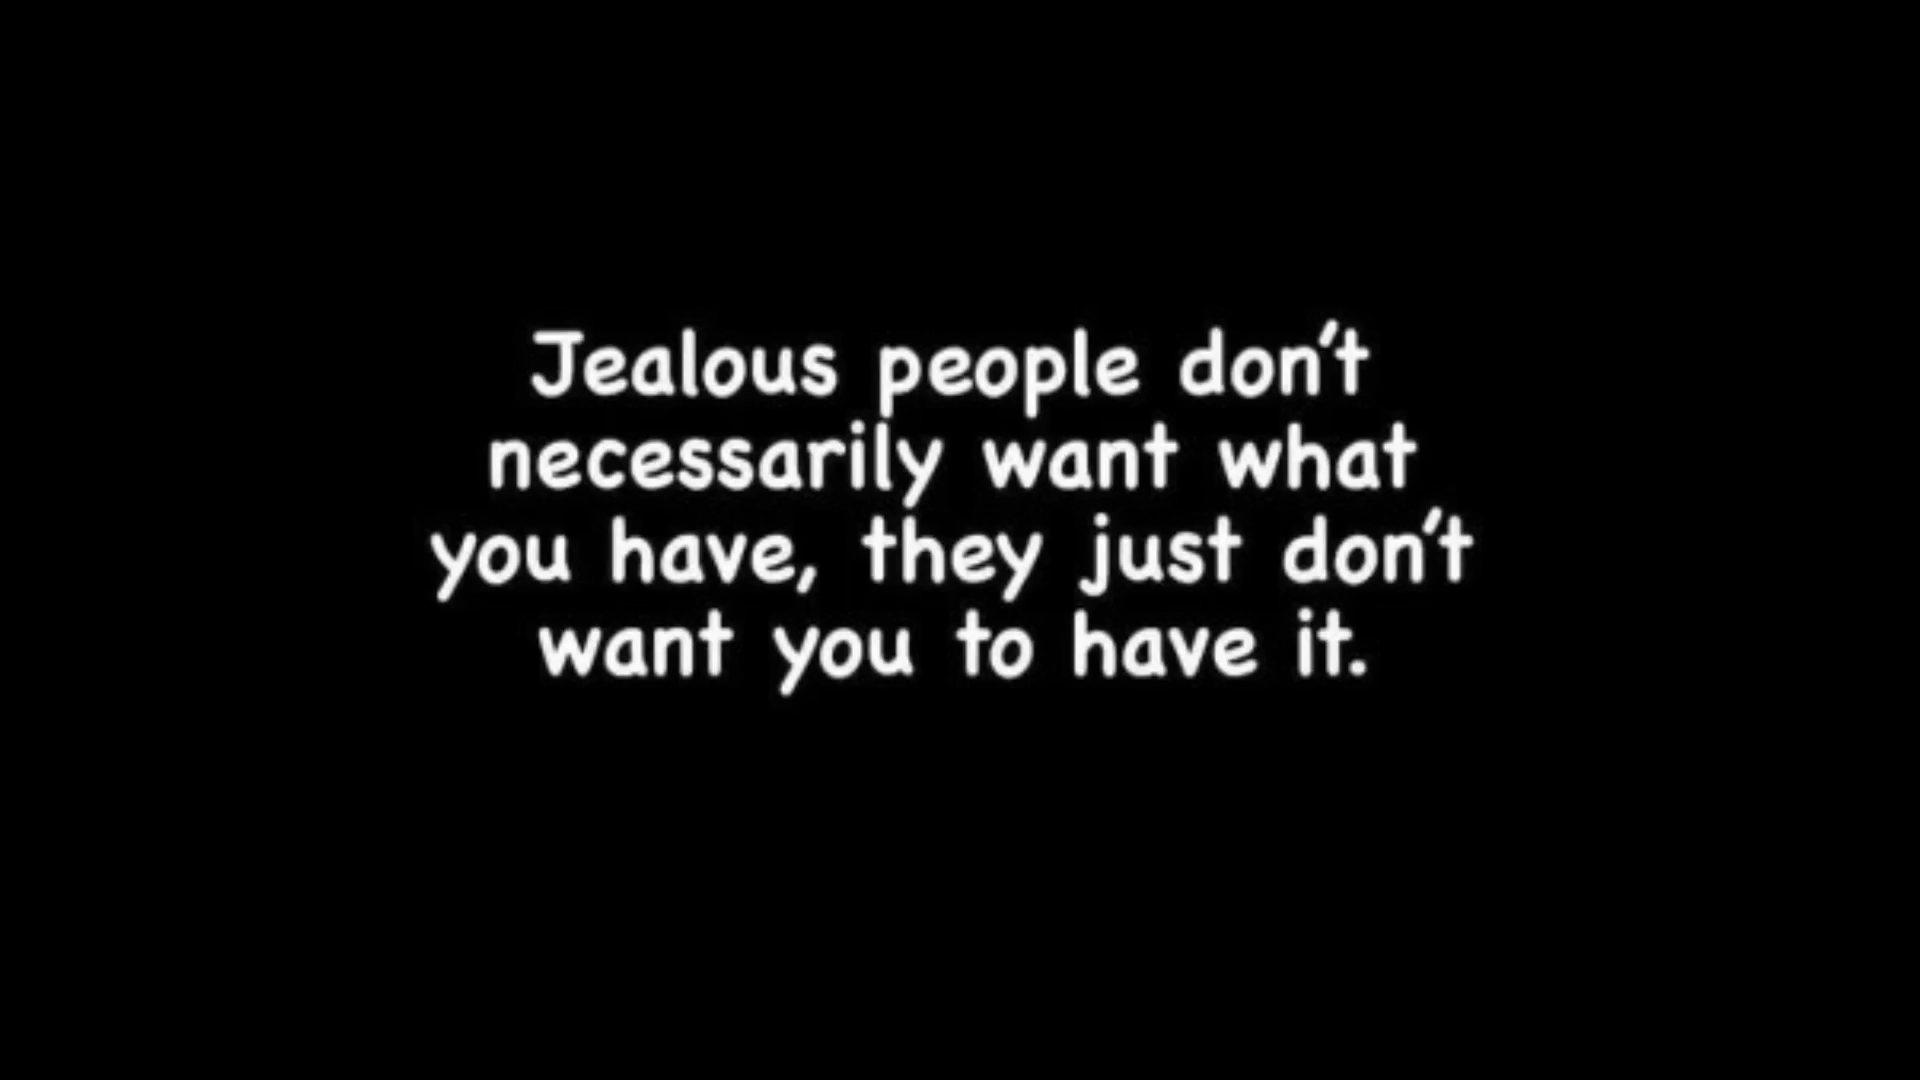 Jealous people don’t
necessarily want what
you have, they just don’t
want you to have it.